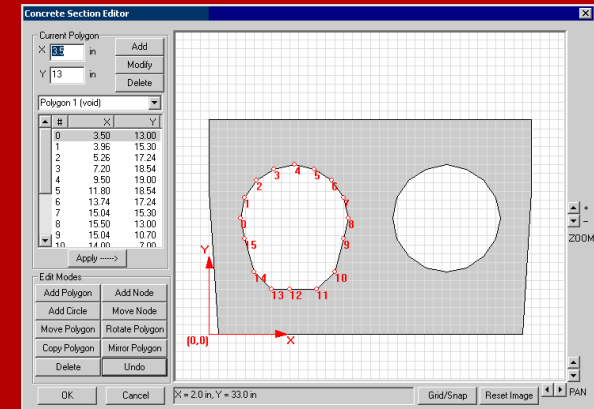 Concrete Section Editor
Current Polygon
X 3.5 in
Y 13 in
Add
Modify
Delete
Polygon 1 (void)
# X Y
0 3.50 13.00
1 3.96 15.30
2 5.26 17.24
3 7.20 18.54
4 9.50 19.00
5 11.80 18.54
6 13.74 17.24
7 15.04 15.30
8 15.50 13.00
9 15.04 10.70
10 14.00 7.00
Apply ------>
Edit Modes
Add Polygon Add Node
Add Circle Move Node
Move Polygon Rotate Polygon
Copy Polygon Mirror Polygon
Delete Undo
OK Cancel
X = 2.0 in, Y = 33.0 in
Grid/Snap Reset Image
PAN
+
-
ZOOM
4
3 5
2 6
1 7
0 8
15 9
14 10
13 12 11
Y
X
(0,0)